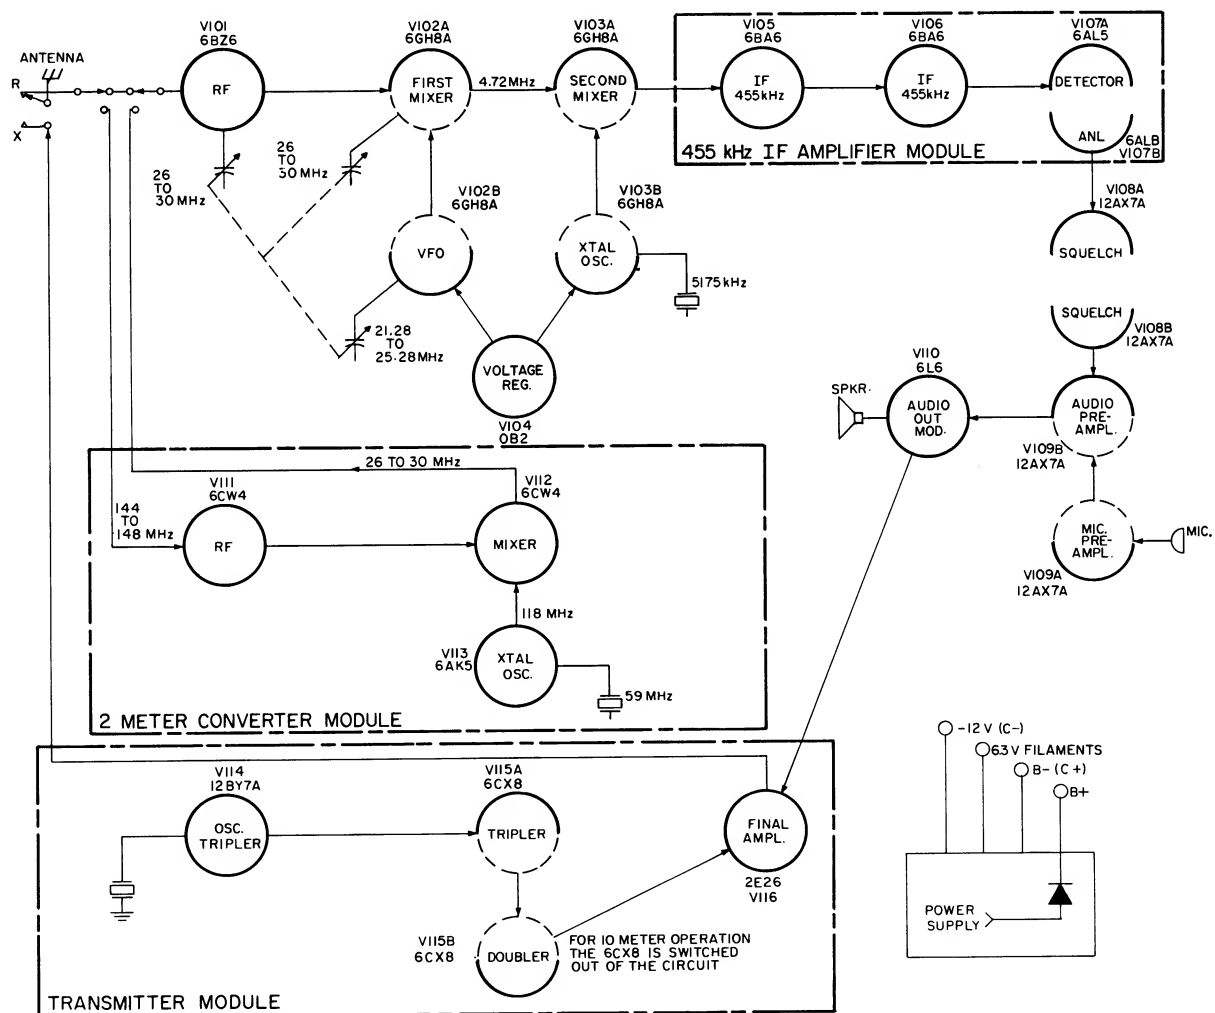 ANTENNA
R
X
V101
6BZ6
RF
26
TO
30 MHz
V102A
6GH8A
FIRST
MIXER
26
TO
30 MHz
4.72MHz
V103A
6GH8A
SECOND
MIXER
V105
6BA6
IF
455kHz
V106
6BA6
IF
455kHz
V107A
6AL5
DETECTOR
ANL
6ALB
V107B
455 kHz IF AMPLIFIER MODULE
V102B
6GH8A
VFO
21.28
TO
25.28MHz
V103B
6GH8A
XTAL
OSC.
5175kHz
VOLTAGE
REG.
V104
OB2
V108A
12AX7A
SQUELCH
SQUELCH
V108B
12AX7A
V110
6L6
AUDIO
OUT
MOD.
SPKR.
AUDIO
PRE-
AMPL.
V109B
12AX7A
MIC.
PRE-
AMPL.
MIC.
V109A
12AX7A
26 TO 30 MHz
144
TO
148 MHz
V111
6CW4
RF
V112
6CW4
MIXER
118 MHz
V113
6AK5
XTAL
OSC.
59 MHz
2 METER CONVERTER MODULE
V114
12BY7A
OSC.
TRIPLER
V115A
6CX8
TRIPLER
V115B
6CX8
DOUBLER
FINAL
AMPL.
2E26
V116
FOR 10 METER OPERATION
THE 6CX8 IS SWITCHED
OUT OF THE CIRCUIT
TRANSMITTER MODULE
-12 V (C-)
63V FILAMENTS
B- (C+)
B+
POWER
SUPPLY